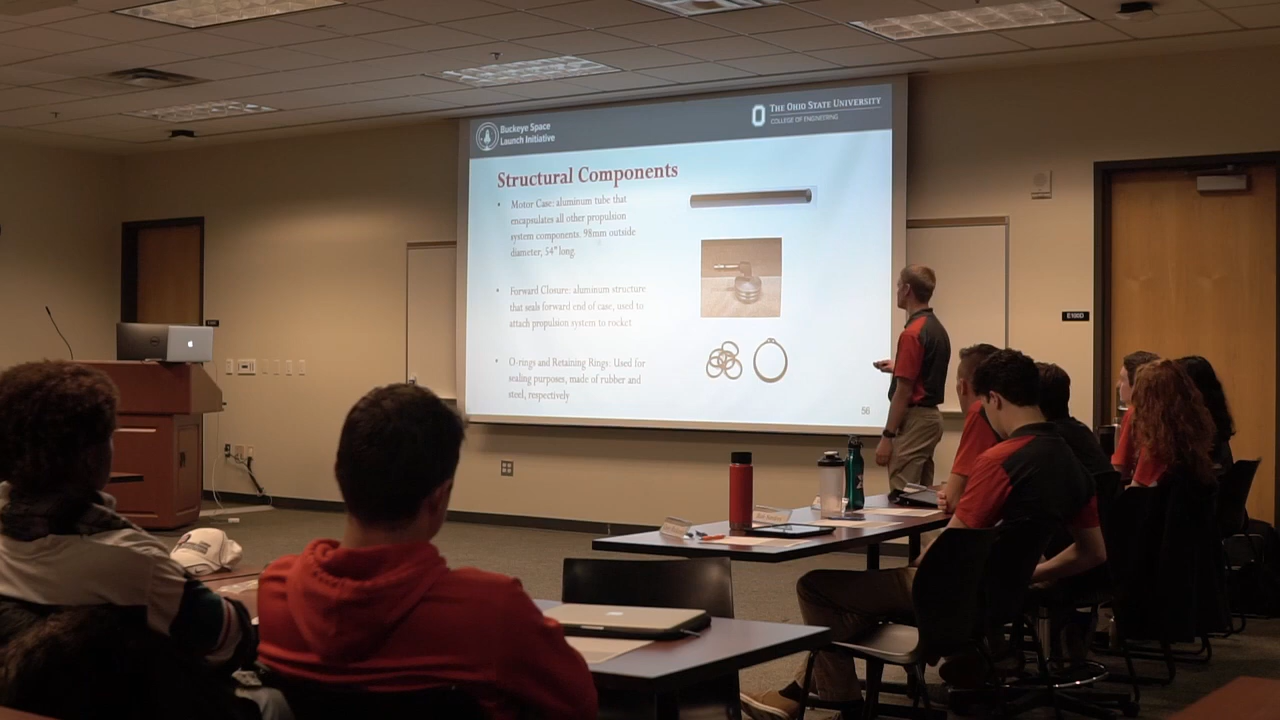 Buckeye Space
Launch Initiative
THE OHIO STATE UNIVERSITY
COLLEGE OF ENGINEERING
Structural Components
• Motor Case: aluminum tube that
encapsulates all other propulsion
system components. 98mm outside
diameter, 54" long.
• Forward Closure: aluminum structure
that seals forward end of case, used to
attach propulsion system to rocket
• O-rings and Retaining Rings: Used for
sealing purposes, made of rubber and
steel, respectively
56
E100D